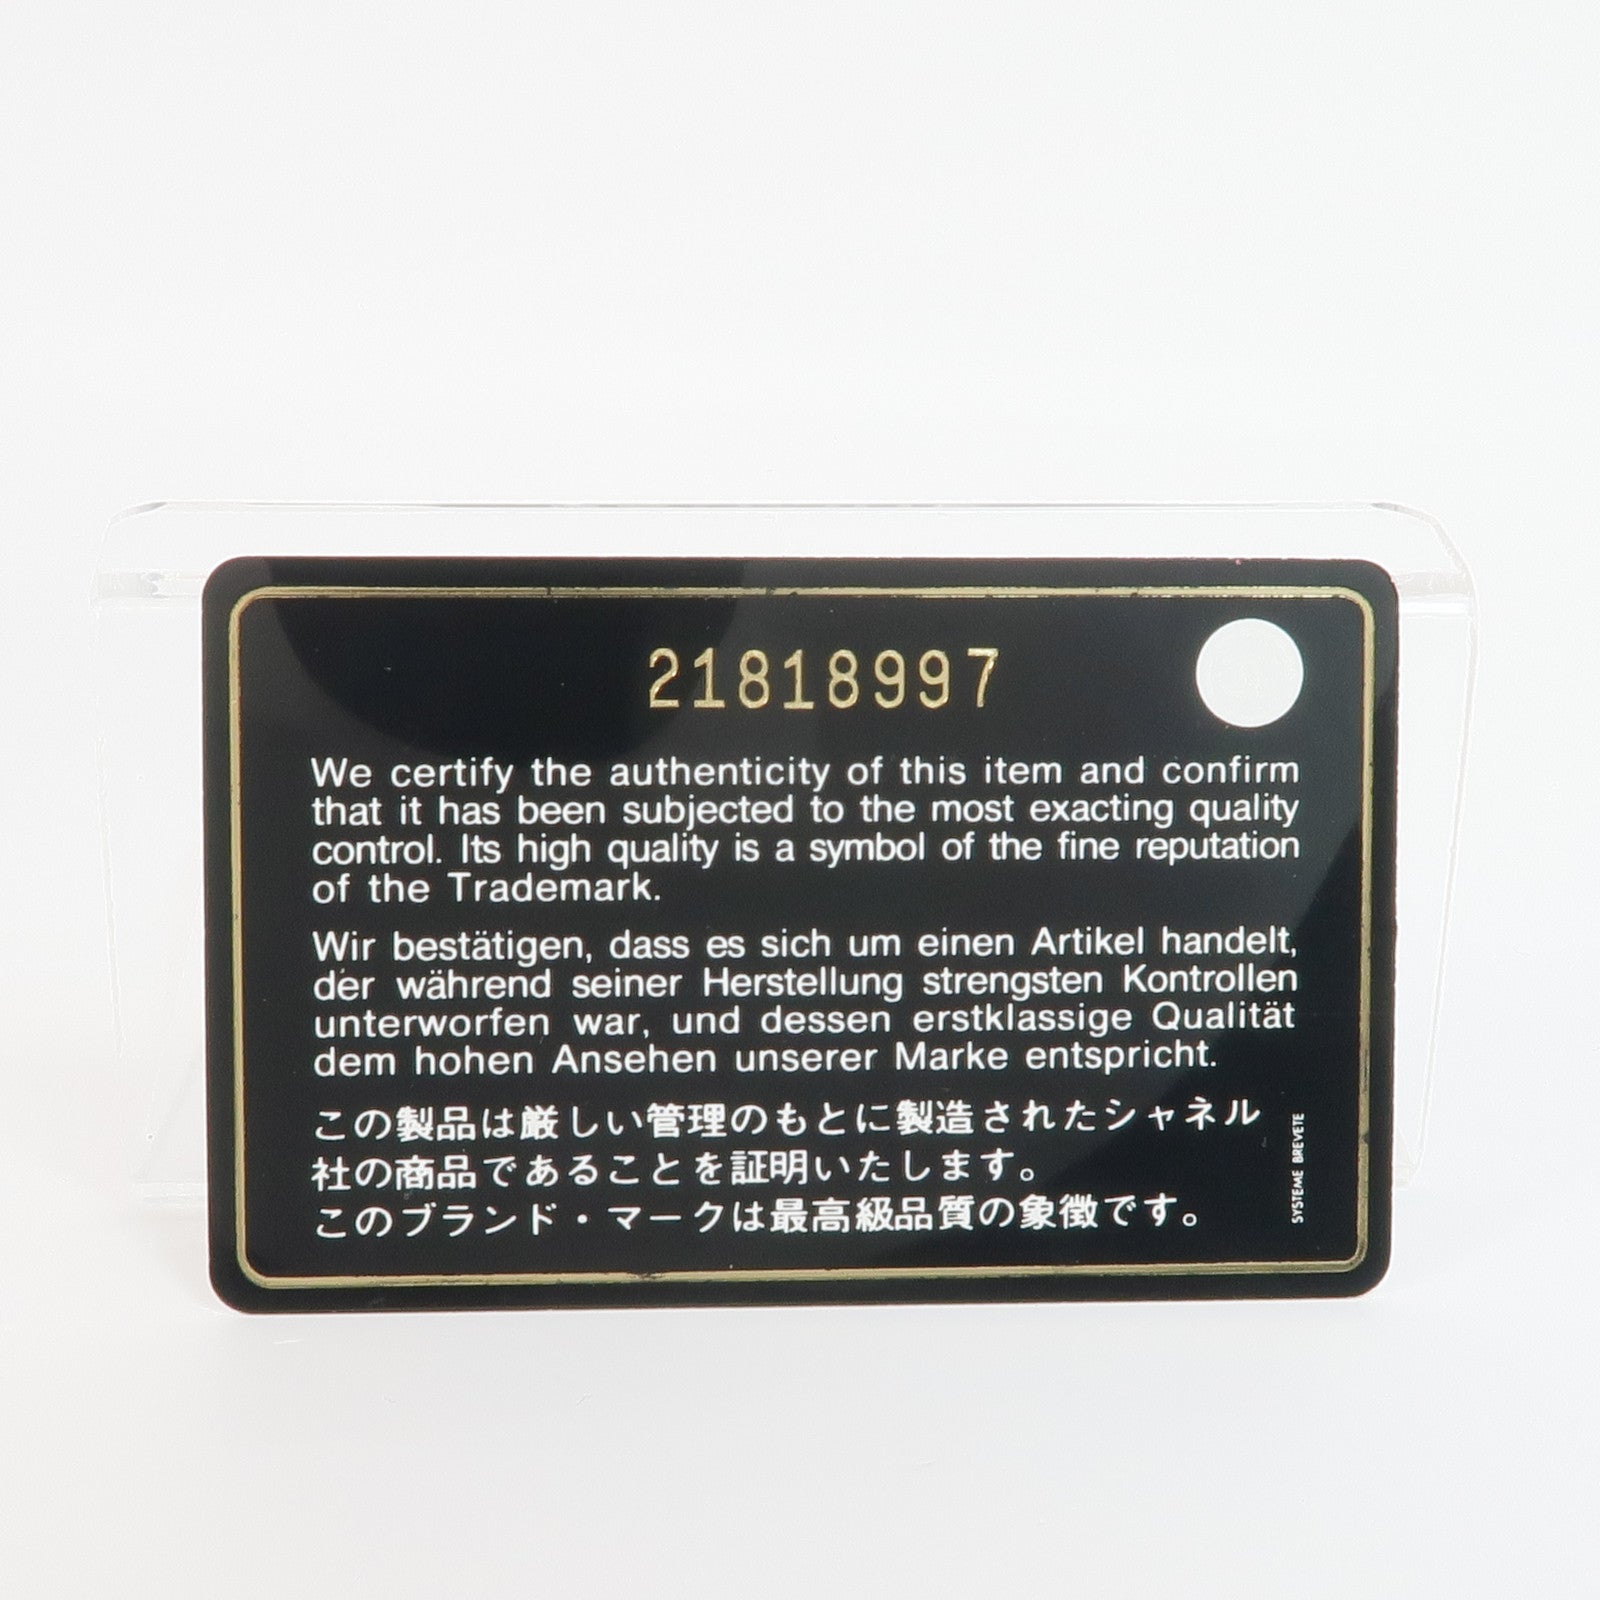 21818997
We certify the authenticity of this item and confirm
that it has been subjected to the most exacting quality
control. Its high quality is a symbol of the fine reputation
of the Trademark.
Wir bestätigen, dass es sich um einen Artikel handelt,
der während seiner Herstellung strengsten Kontrollen
unterworfen war, und dessen erstklassige Qualität
dem hohen Ansehen unserer Marke entspricht.
この製品は厳しい管理のもとに製造されたシャネル
社の商品であることを証明いたします。
このブランド・マークは最高級品質の象徴です。
SYSTEME BREVETE